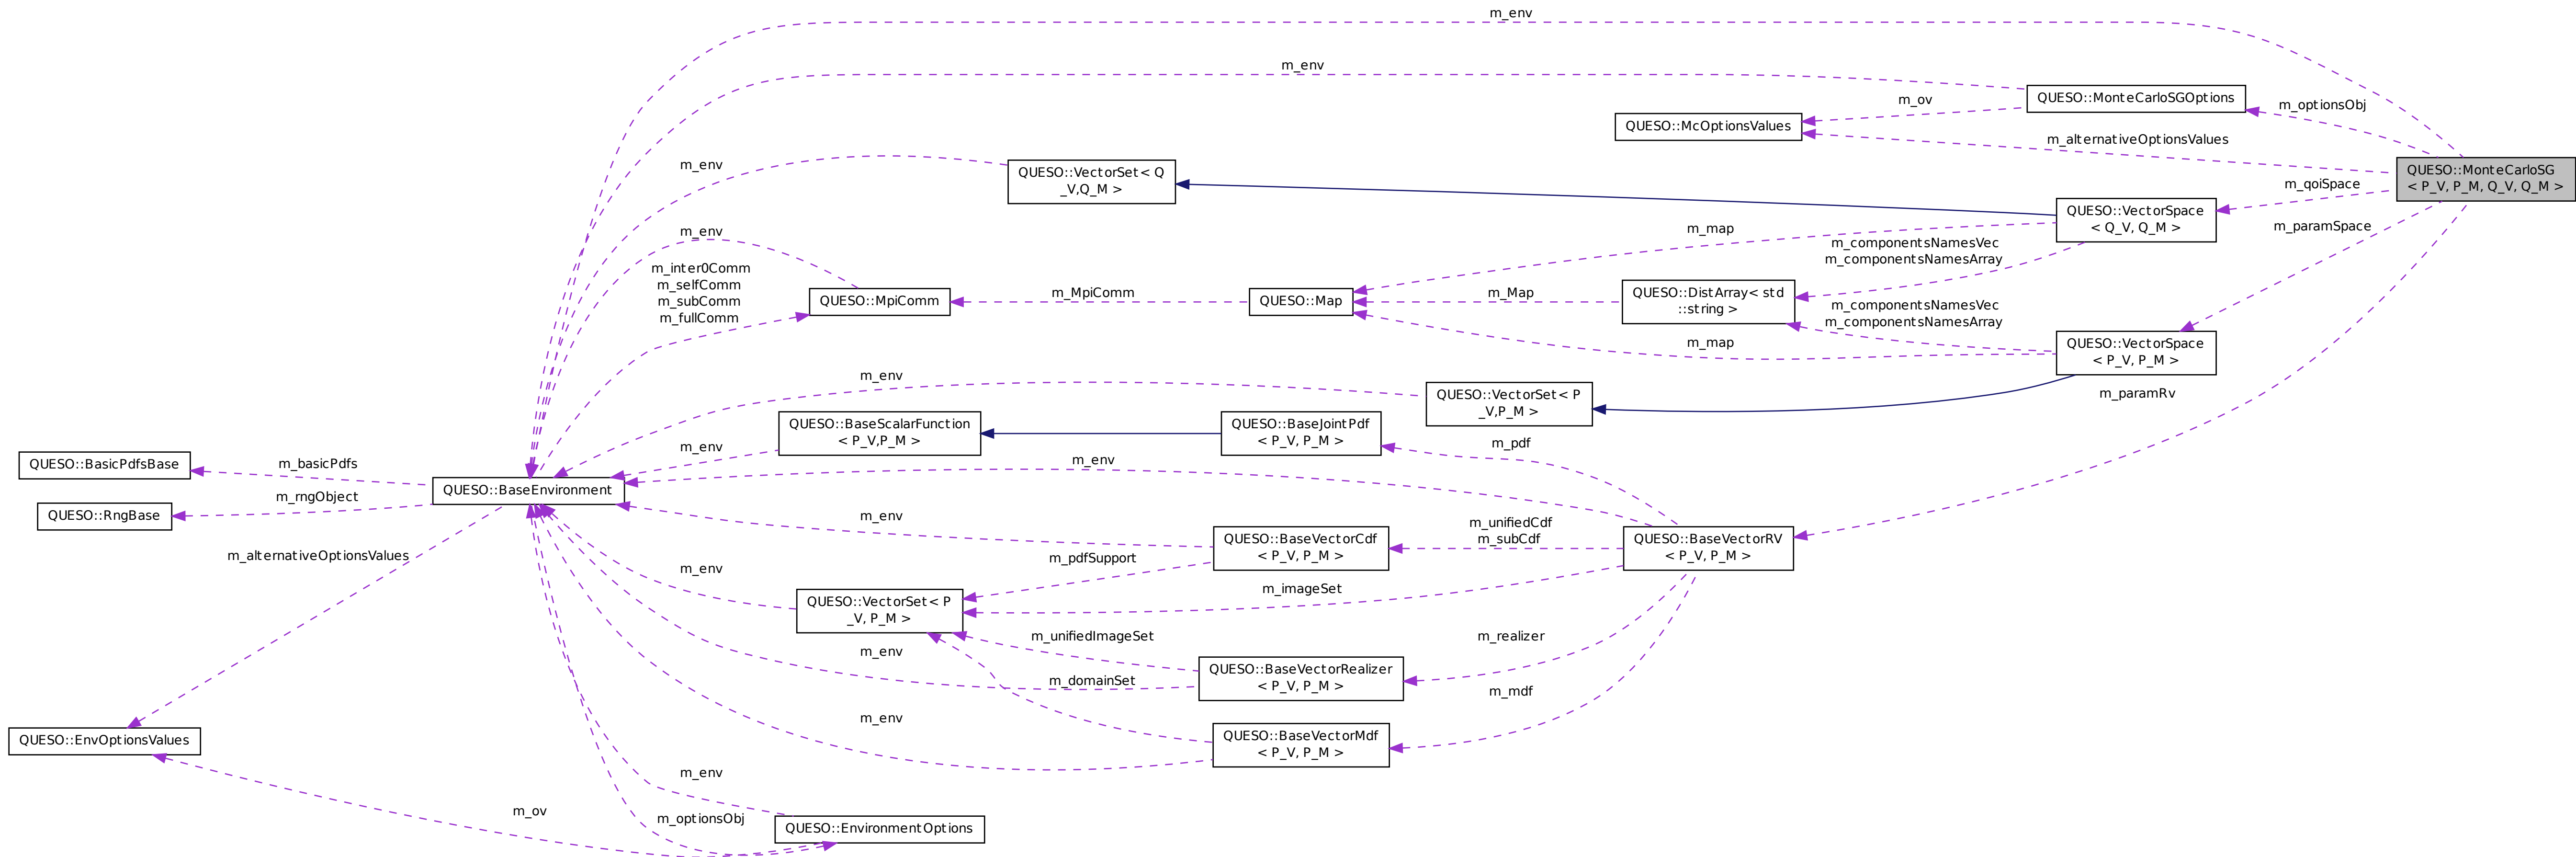 m_env
m_env
QUESO::MonteCarloSGOptions
m_optionsObj
m_ov
QUESO::McOptionsValues
m_alternativeOptionsValues
QUESO::MonteCarloSG
< P_V, P_M, Q_V, Q_M >
m_env
QUESO::VectorSet< Q
_V,Q_M >
m_qoiSpace
QUESO::VectorSpace
< Q_V, Q_M >
m_paramSpace
m_env
m_map
m_componentsNamesVec
m_componentsNamesArray
m_inter0Comm
m_selfComm
m_subComm
m_fullComm
QUESO::MpiComm
m_MpiComm
QUESO::Map
m_Map
QUESO::DistArray< std
::string >
m_componentsNamesVec
m_componentsNamesArray
m_map
QUESO::VectorSpace
< P_V, P_M >
m_env
QUESO::VectorSet< P
_V,P_M >
m_paramRv
QUESO::BaseScalarFunction
< P_V,P_M >
QUESO::BaseJointPdf
< P_V, P_M >
m_env
m_pdf
QUESO::BasicPdfsBase
m_basicPdfs
m_env
QUESO::BaseEnvironment
m_rngObject
QUESO::RngBase
m_env
m_unifiedCdf
m_subCdf
QUESO::BaseVectorCdf
< P_V, P_M >
QUESO::BaseVectorRV
< P_V, P_M >
m_alternativeOptionsValues
m_pdfSupport
m_env
m_imageSet
QUESO::VectorSet< P
_V, P_M >
m_unifiedImageSet
m_realizer
m_env
QUESO::BaseVectorRealizer
< P_V, P_M >
m_domainSet
m_mdf
m_env
QUESO::BaseVectorMdf
< P_V, P_M >
QUESO::EnvOptionsValues
m_env
m_ov
m_optionsObj
QUESO::EnvironmentOptions